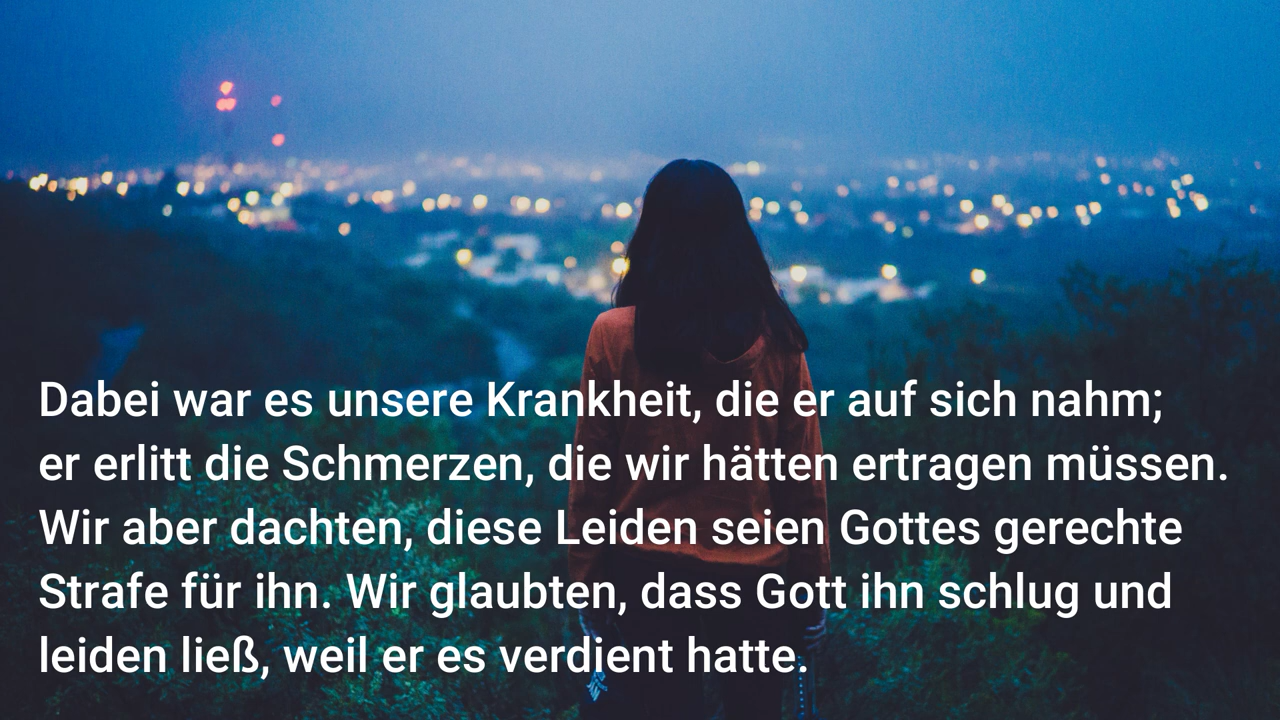 Dabei war es unsere Krankheit, die er auf sich nahm;
er erlitt die Schmerzen, die wir hätten ertragen müssen.
Wir aber dachten, diese Leiden seien Gottes gerechte
Strafe für ihn. Wir glaubten, dass Gott ihn schlug und
leiden ließ, weil er es verdient hatte.